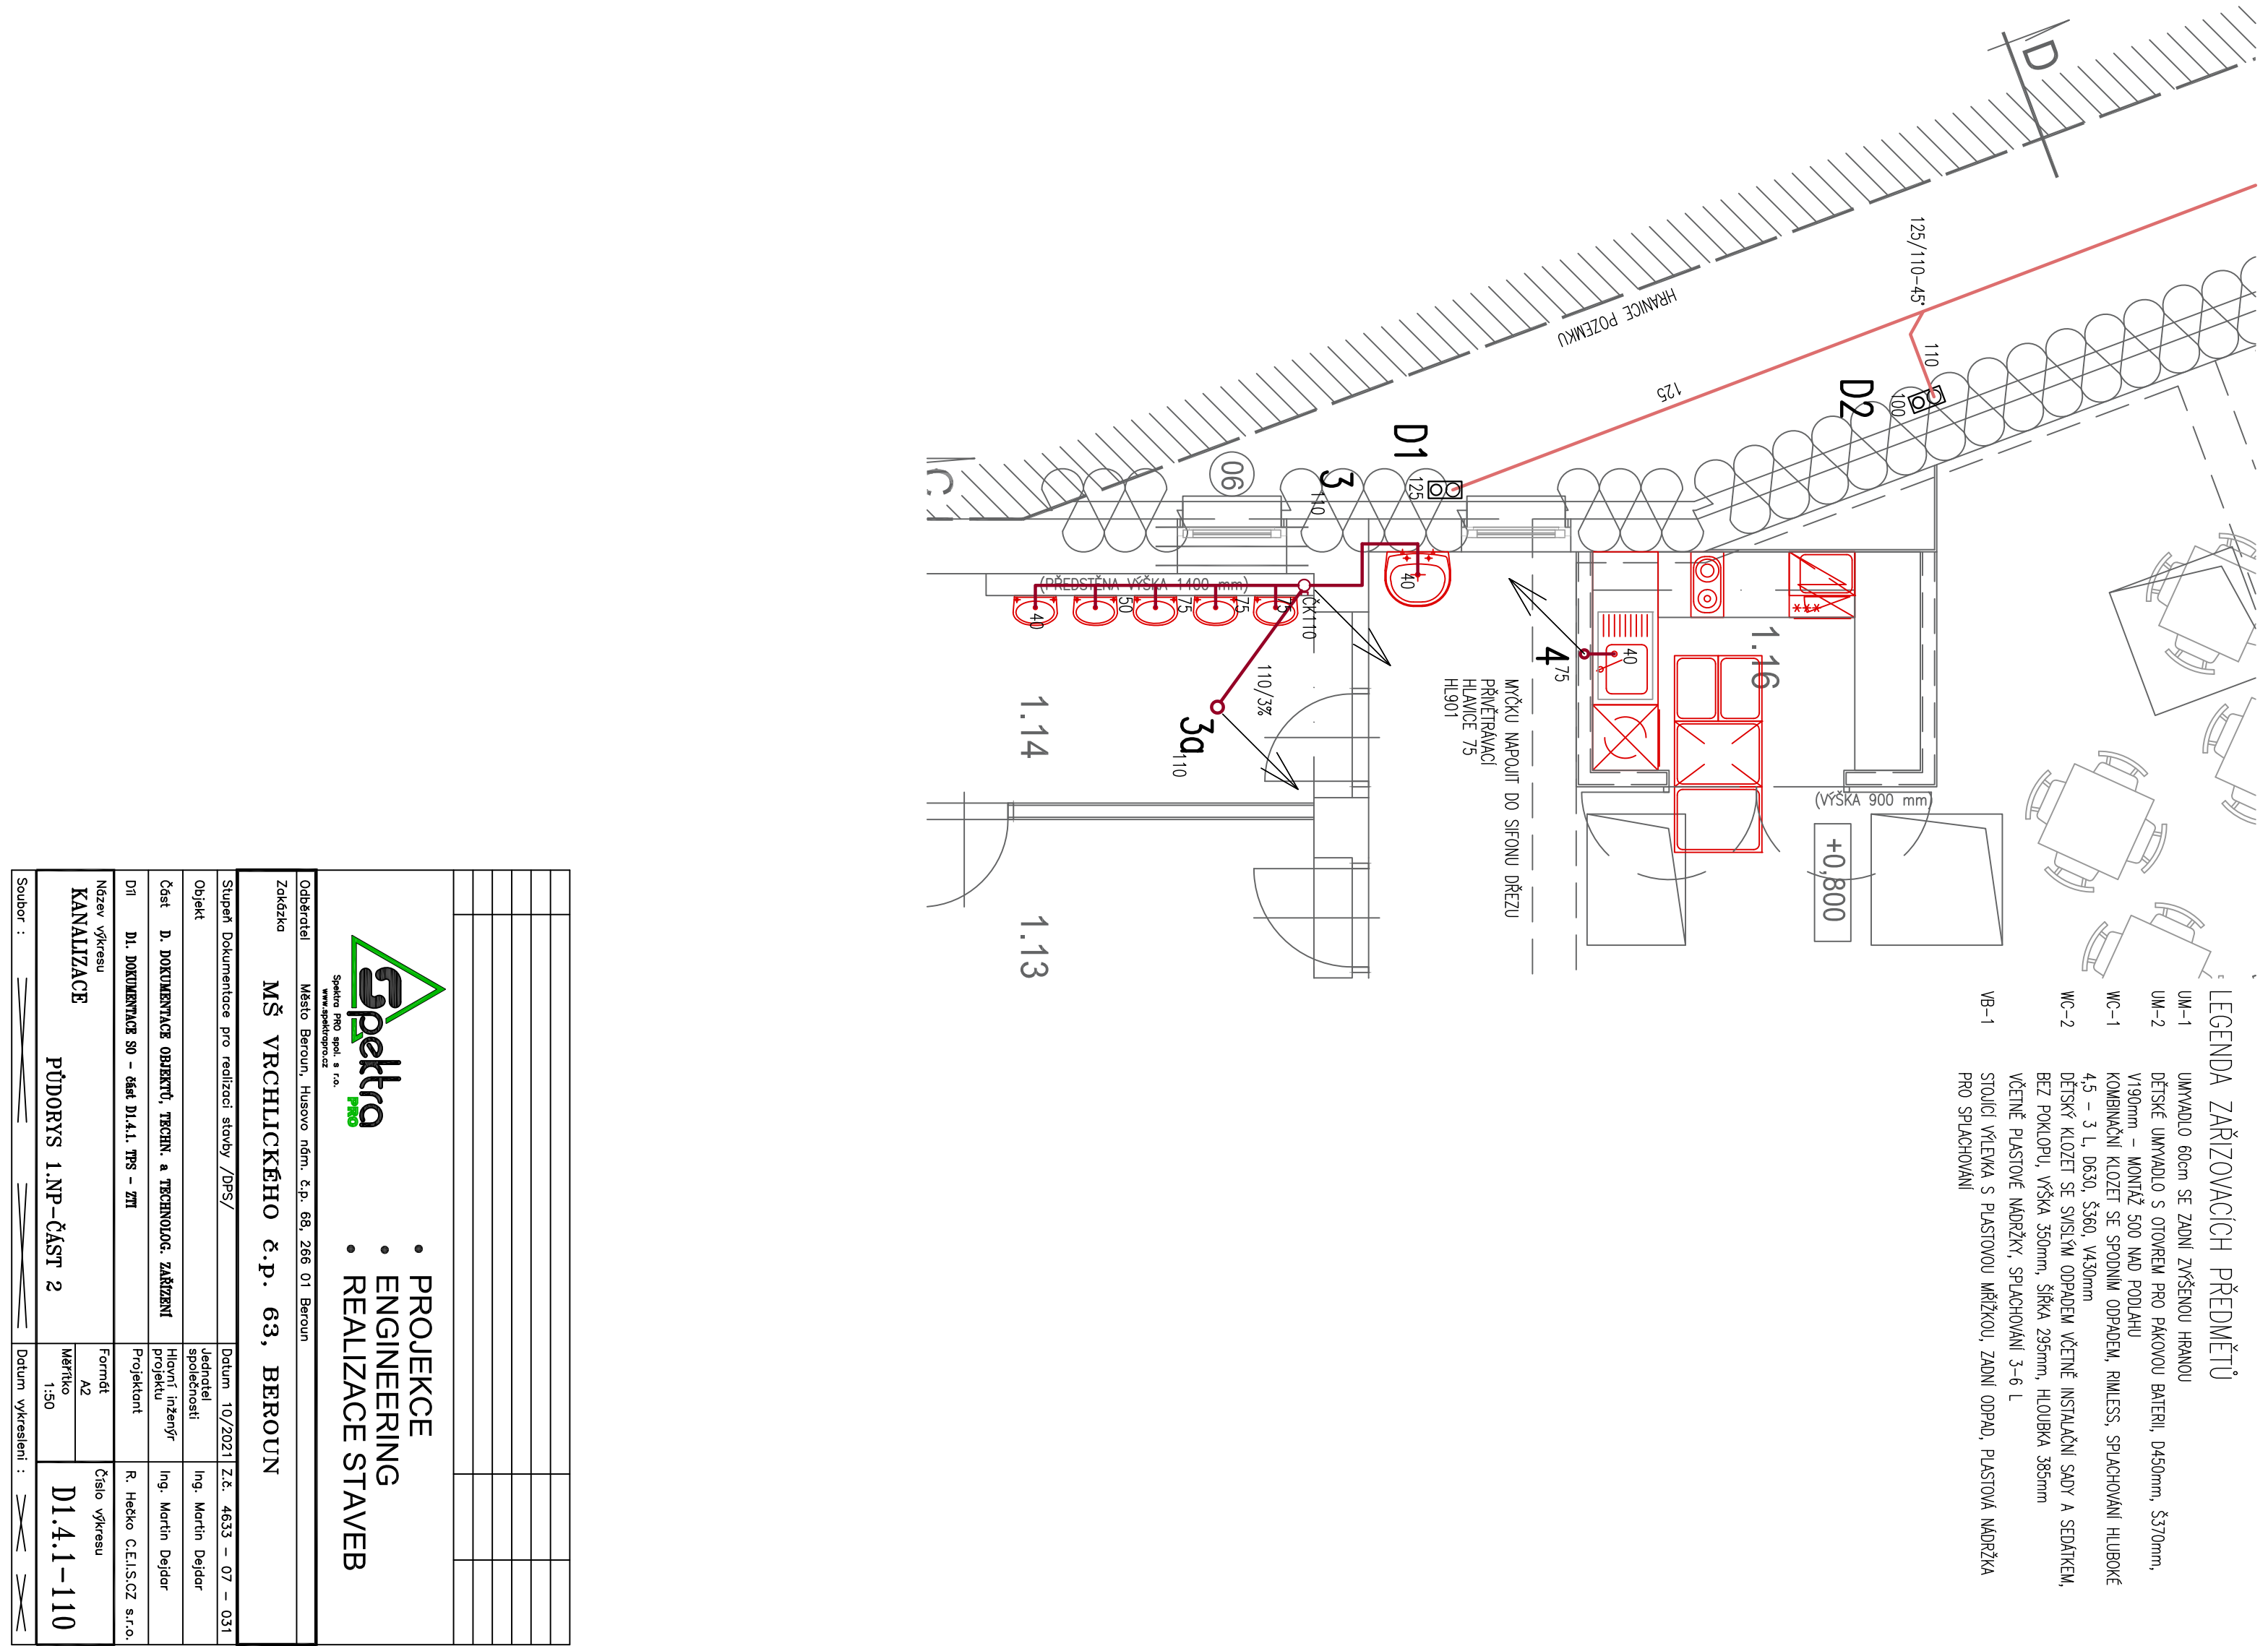 LEGENDA ZAŘIZOVACÍCH PŘEDMĚTŮ
UM-1 UMYVADLO 60cm SE ZADNÍ ZVÝŠENOU HRANOU
UM-2 DĚTSKÉ UMYVADLO S OTOVREM PRO PÁKOVOU BATERII, D450mm, Š370mm,
V190mm - MONTÁŽ 500 NAD PODLAHU
WC-1 KOMBINAČNÍ KLOZET SE SPODNÍM ODPADEM, RIMLESS, SPLACHOVÁNÍ HLUBOKÉ
4,5 - 3 L, D630, Š360, V430mm
WC-2 DĚTSKÝ KLOZET SE SVISLÝM ODPADEM VČETNĚ INSTALAČNÍ SADY A SEDÁTKEM,
BEZ POKLOPU, VÝŠKA 350mm, ŠÍŘKA 295mm, HLOUBKA 385mm
VČETNĚ PLASTOVÉ NÁDRŽKY, SPLACHOVÁNÍ 3-6 L
VB-1 STOJÍCÍ VÝLEVKA S PLASTOVOU MŘÍŽKOU, ZADNÍ ODPAD, PLASTOVÁ NÁDRŽKA
PRO SPLACHOVÁNÍ
D
125/110-45°
110
D2
100
HRANICE POZEMKU
125
D1
125
3
110
06
C
(PŘEDSTĚNA VÝŠKA 1400 mm)
40
50
75
75
75
ČK110
40
110/3%
3a
110
1.14
1.13
4
75
40
1.16
***
MYČKU NAPOJIT DO SIFONU DŘEZU
PŘIVĚTRÁVACÍ
HLAVICE 75
HL901
(VÝŠKA 900 mm)
+0,800
Spektra
PRO
Spektra PRO spol. s r.o.
www.spektrapro.cz
• PROJEKCE
• ENGINEERING
• REALIZACE STAVEB
Odběratel Město Beroun, Husovo nám. č.p. 68, 266 01 Beroun
Zakázka MŠ VRCHLICKÉHO č.p. 63, BEROUN
Stupeň Dokumentace pro realizaci stavby /DPS/ Datum 10/2021 Z.č. 4633 - 07 - 031
Objekt
Jednatel
společnosti Ing. Martin Dejdar
Část D. DOKUMENTACE OBJEKTŮ, TECHN. a TECHNOLOG. ZAŘÍZENÍ
Hlavní inženýr
projektu Ing. Martin Dejdar
Díl D1. DOKUMENTACE SO - část D1.4.1. TPS - ZTI Projektant R. Hečko C.E.I.S.CZ s.r.o.
Název výkresu
KANALIZACE
PŮDORYS 1.NP-ČÁST 2
Formát
A2
Měřítko
1:50
Číslo výkresu
D1.4.1-110
Soubor :
Datum vykreslení :